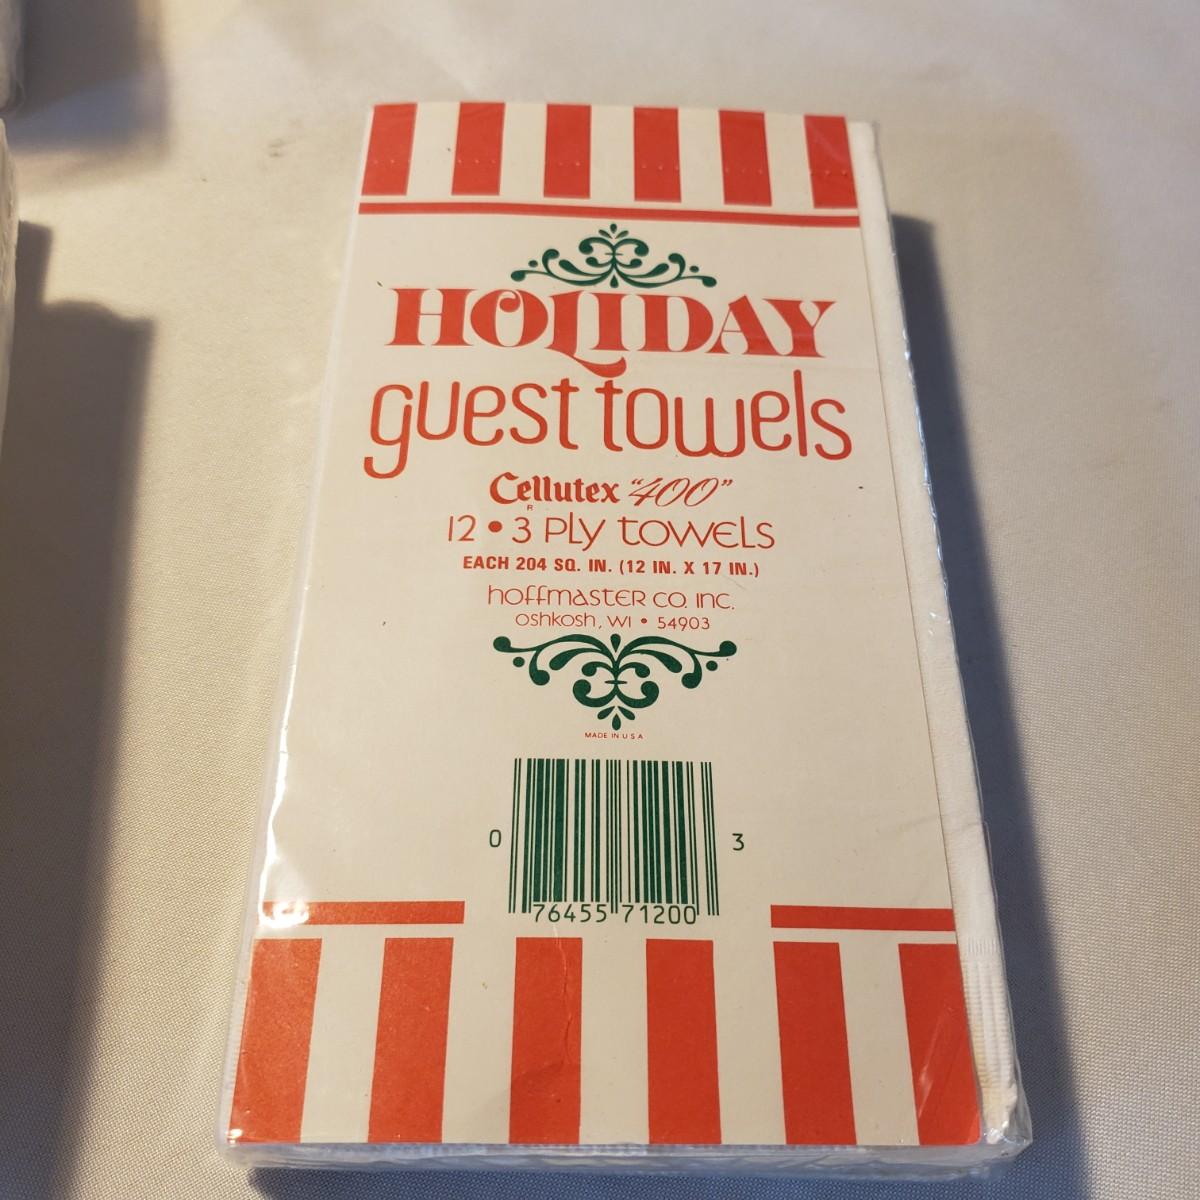 HOLIDAY
guest towels
Cellutex "400"
R
12 • 3 PLY TOWELS
EACH 204 SQ. IN. (12 IN. X 17 IN.)
hoffmaster co. inc.
oshkosh, WI • 54903
MADE IN U S A
0 76455 71200 3